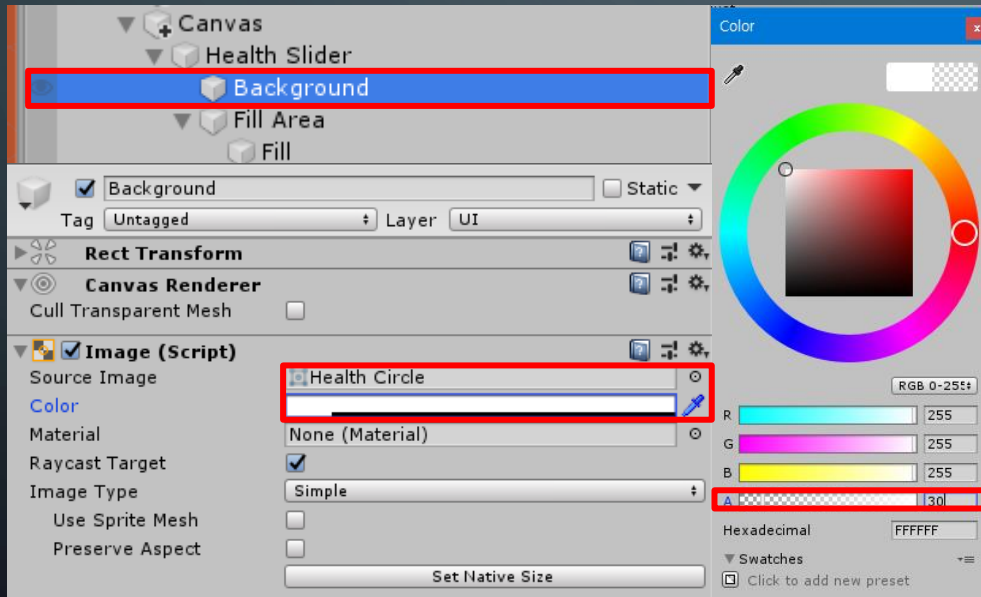 Canvas
Health Slider
Background
Fill Area
Fill
Background
Static
Tag Untagged Layer UI
Rect Transform
Canvas Renderer
Cull Transparent Mesh
Image (Script)
Source Image Health Circle
Color
Material None (Material)
Raycast Target
Image Type Simple
Use Sprite Mesh
Preserve Aspect
Set Native Size
Color
RGB 0-255
R 255
G 255
B 255
A 30
Hexadecimal FFFFFF
Swatches
Click to add new preset